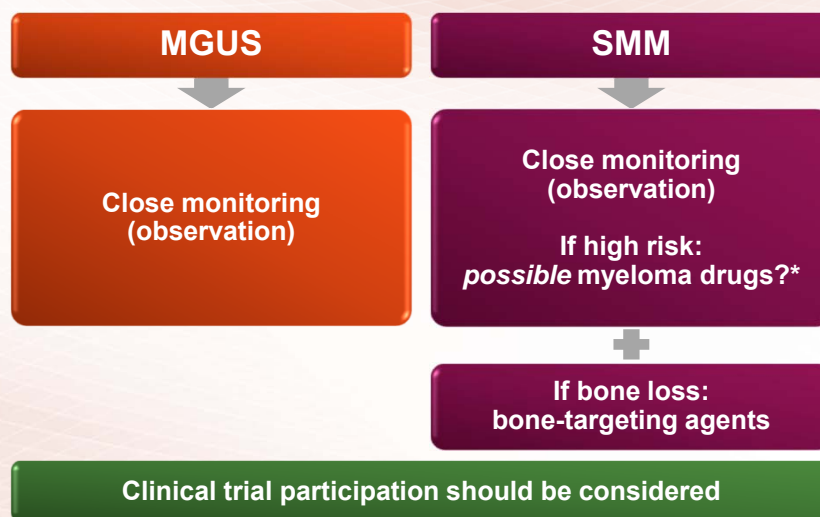 MGUS
SMM
Close monitoring
(observation)
Close monitoring
(observation)
If high risk:
possible myeloma drugs?*
If bone loss:
bone-targeting agents
Clinical trial participation should be considered